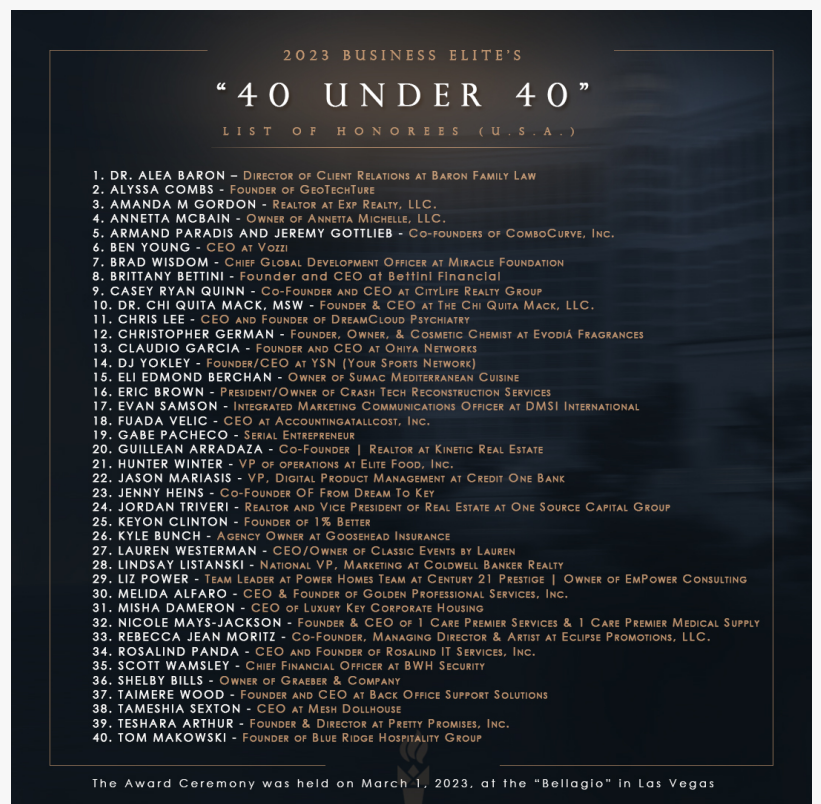 2023 BUSINESS ELITE'S
“40 UNDER 40”
LIST OF HONOREES (U.S.A.)
1. DR. ALEA BARON – DIRECTOR OF CLIENT RELATIONS AT BARON FAMILY LAW
2. ALYSSA COMBS - FOUNDER OF GEOTECHTURE
3. AMANDA M GORDON - REALTOR AT EXP REALTY, LLC.
4. ANNETTA MCBAIN - OWNER OF ANNETTA MICHELLE, LLC.
5. ARMAND PARADIS AND JEREMY GOTTLIEB - CO-FOUNDERS OF COMBOCURVE, INC.
6. BEN YOUNG - CEO AT VOZZI
7. BRAD WISDOM - CHIEF GLOBAL DEVELOPMENT OFFICER AT MIRACLE FOUNDATION
8. BRITTANY BETTINI - Founder and CEO at Bettini Financial
9. CASEY RYAN QUINN - CO-FOUNDER AND CEO AT CITYLIFE REALTY GROUP
10. DR. CHI QUITA MACK, MSW - FOUNDER & CEO AT THE CHI QUITA MACK, LLC.
11. CHRIS LEE - CEO AND FOUNDER OF DREAMCLOUD PSYCHIATRY
12. CHRISTOPHER GERMAN - FOUNDER, OWNER, & COSMETIC CHEMIST AT EVODIÁ FRAGRANCES
13. CLAUDIO GARCIA - FOUNDER AND CEO AT OHIYA NETWORKS
14. DJ YOKLEY - FOUNDER/CEO AT YSN (YOUR SPORTS NETWORK)
15. ELI EDMOND BERCHAN - OWNER OF SUMAC MEDITERRANEAN CUISINE
16. ERIC BROWN - PRESIDENT/OWNER OF CRASH TECH RECONSTRUCTION SERVICES
17. EVAN SAMSON - INTEGRATED MARKETING COMMUNICATIONS OFFICER AT DMSI INTERNATIONAL
18. FUADA VELIC - CEO AT ACCOUNTINGATALLCOST, INC.
19. GABE PACHECO - SERIAL ENTREPRENEUR
20. GUILLEAN ARRADAZA - CO-FOUNDER | REALTOR AT KINETIC REAL ESTATE
21. HUNTER WINTER - VP OF OPERATIONS AT ELITE FOOD, INC.
22. JASON MARIASIS - VP, DIGITAL PRODUCT MANAGEMENT AT CREDIT ONE BANK
23. JENNY HEINS - CO-FOUNDER OF FROM DREAM TO KEY
24. JORDAN TRIVERI - REALTOR AND VICE PRESIDENT OF REAL ESTATE AT ONE SOURCE CAPITAL GROUP
25. KEYON CLINTON - FOUNDER OF 1% BETTER
26. KYLE BUNCH - AGENCY OWNER AT GOOSEHEAD INSURANCE
27. LAUREN WESTERMAN - CEO/OWNER OF CLASSIC EVENTS BY LAUREN
28. LINDSAY LISTANSKI - NATIONAL VP, MARKETING AT COLDWELL BANKER REALTY
29. LIZ POWER - TEAM LEADER AT POWER HOMES TEAM AT CENTURY 21 PRESTIGE | OWNER OF EMPOWER CONSULTING
30. MELIDA ALFARO - CEO & FOUNDER OF GOLDEN PROFESSIONAL SERVICES, INC.
31. MISHA DAMERON - CEO OF LUXURY KEY CORPORATE HOUSING
32. NICOLE MAYS-JACKSON - FOUNDER & CEO OF 1 CARE PREMIER SERVICES & 1 CARE PREMIER MEDICAL SUPPLY
33. REBECCA JEAN MORITZ - CO-FOUNDER, MANAGING DIRECTOR & ARTIST AT ECLIPSE PROMOTIONS, LLC.
34. ROSALIND PANDA - CEO AND FOUNDER OF ROSALIND IT SERVICES, INC.
35. SCOTT WAMSLEY - CHIEF FINANCIAL OFFICER AT BWH SECURITY
36. SHELBY BILLS - OWNER OF GRAEBER & COMPANY
37. TAIMERE WOOD - FOUNDER AND CEO AT BACK OFFICE SUPPORT SOLUTIONS
38. TAMESHIA SEXTON - CEO AT MESH DOLLHOUSE
39. TESHARA ARTHUR - FOUNDER & DIRECTOR AT PRETTY PROMISES, INC.
40. TOM MAKOWSKI - FOUNDER OF BLUE RIDGE HOSPITALITY GROUP
The Award Ceremony was held on March 1, 2023, at the “Bellagio” in Las Vegas